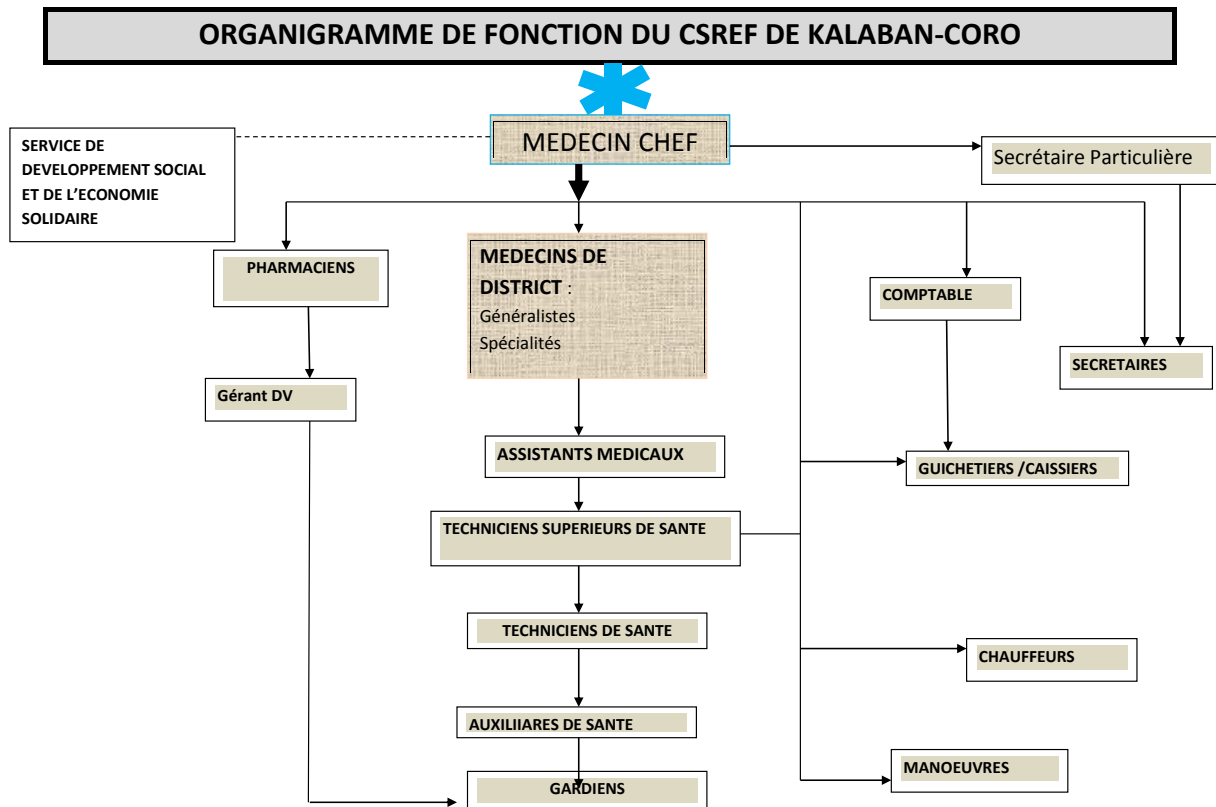 ORGANIGRAMME DE FONCTION DU CSREF DE KALABAN-CORO
MEDECIN CHEF
SERVICE DE
DEVELOPPEMENT SOCIAL
ET DE L'ECONOMIE
SOLIDAIRE
Secrétaire Particulière
PHARMACIENS
MEDECINS DE
DISTRICT :
Généralistes
Spécialités
COMPTABLE
SECRETAIRES
Gérant DV
ASSISTANTS MEDICAUX
GUICHETIERS /CAISSIERS
TECHNICIENS SUPERIEURS DE SANTE
TECHNICIENS DE SANTE
CHAUFFEURS
AUXILIIARES DE SANTE
MANOEUVRES
GARDIENS